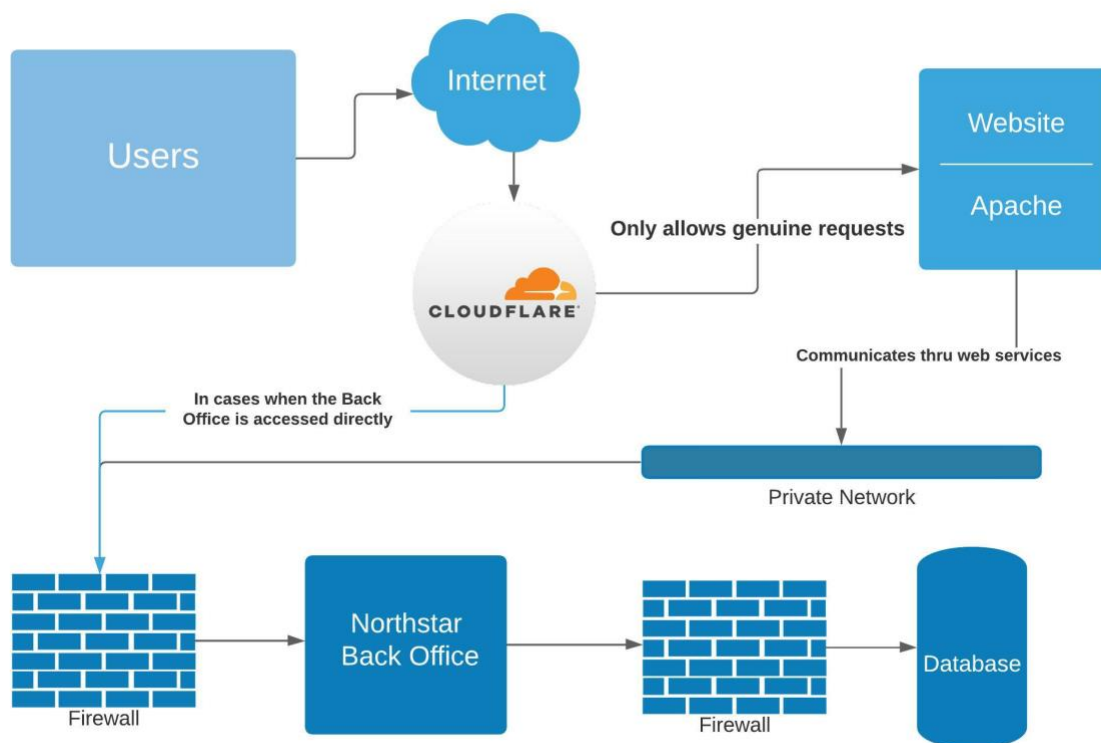 Users
Internet
Website
Apache
Only allows genuine requests
CLOUDFLARE
Communicates thru web services
In cases when the Back
Office is accessed directly
Private Network
Northstar
Back Office
Database
Firewall
Firewall